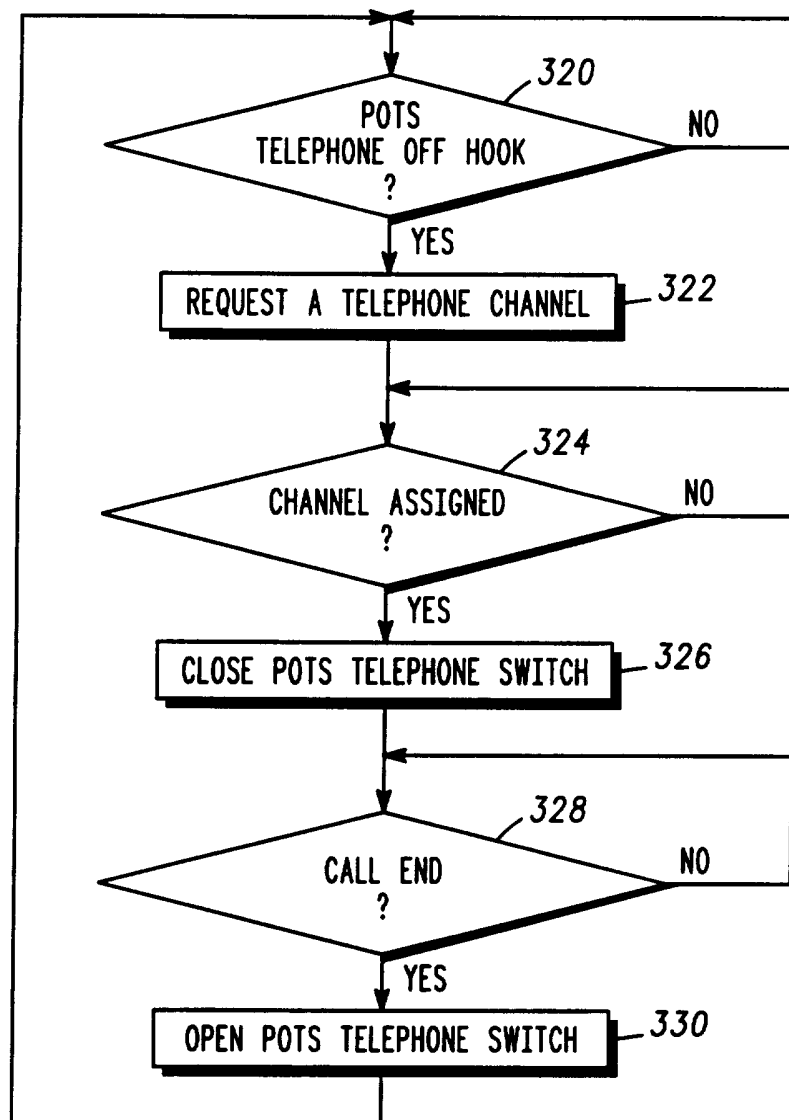 320
POTS
TELEPHONE OFF HOOK
?
NO
YES
REQUEST A TELEPHONE CHANNEL
322
324
CHANNEL ASSIGNED
?
NO
YES
CLOSE POTS TELEPHONE SWITCH
326
328
CALL END
?
NO
YES
OPEN POTS TELEPHONE SWITCH
330